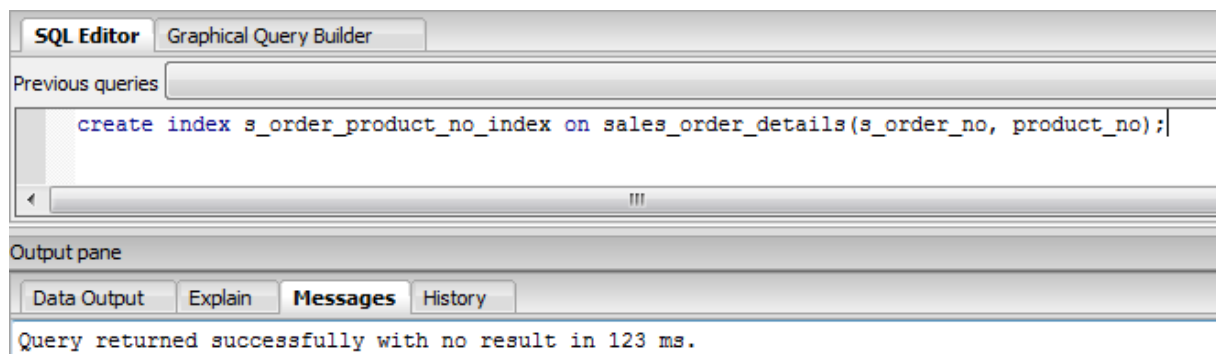 SQL Editor Graphical Query Builder
Previous queries
create index s_order_product_no_index on sales_order_details(s_order_no, product_no);
Output pane
Data Output Explain Messages History
Query returned successfully with no result in 123 ms.